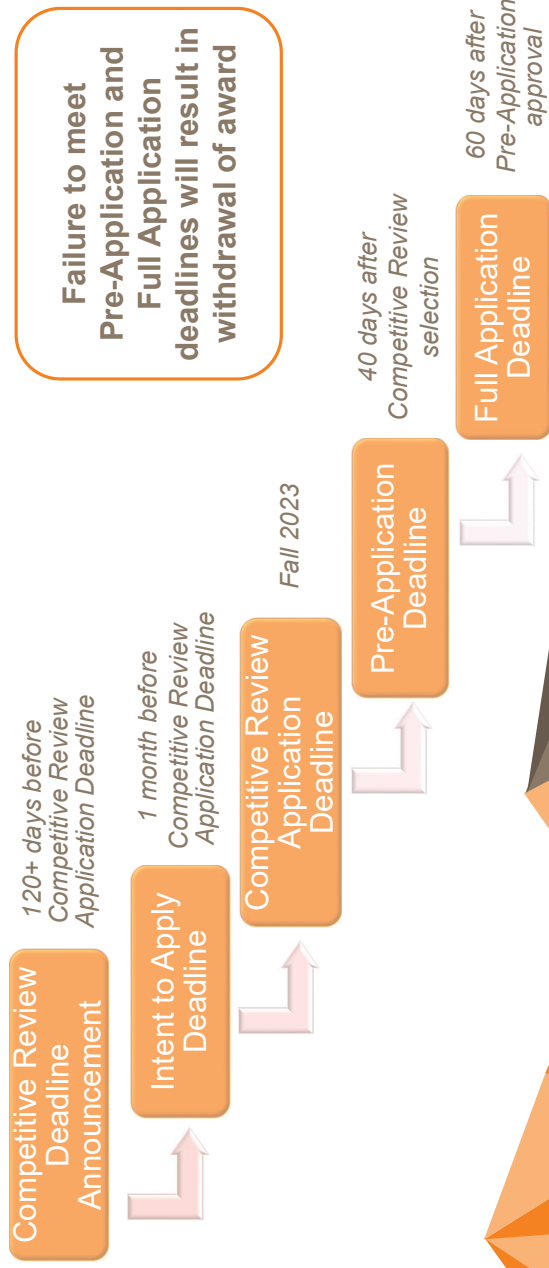 Competitive Review
Deadline
Announcement
120+ days before
Competitive Review
Application Deadline
Intent to Apply
Deadline
1 month before
Competitive Review
Application Deadline
Competitive Review
Application
Deadline
Fall 2023
Pre-Application
Deadline
40 days after
Competitive Review
selection
Full Application
Deadline
60 days after
Pre-Application
approval
Failure to meet
Pre-Application and
Full Application
deadlines will result in
withdrawal of award